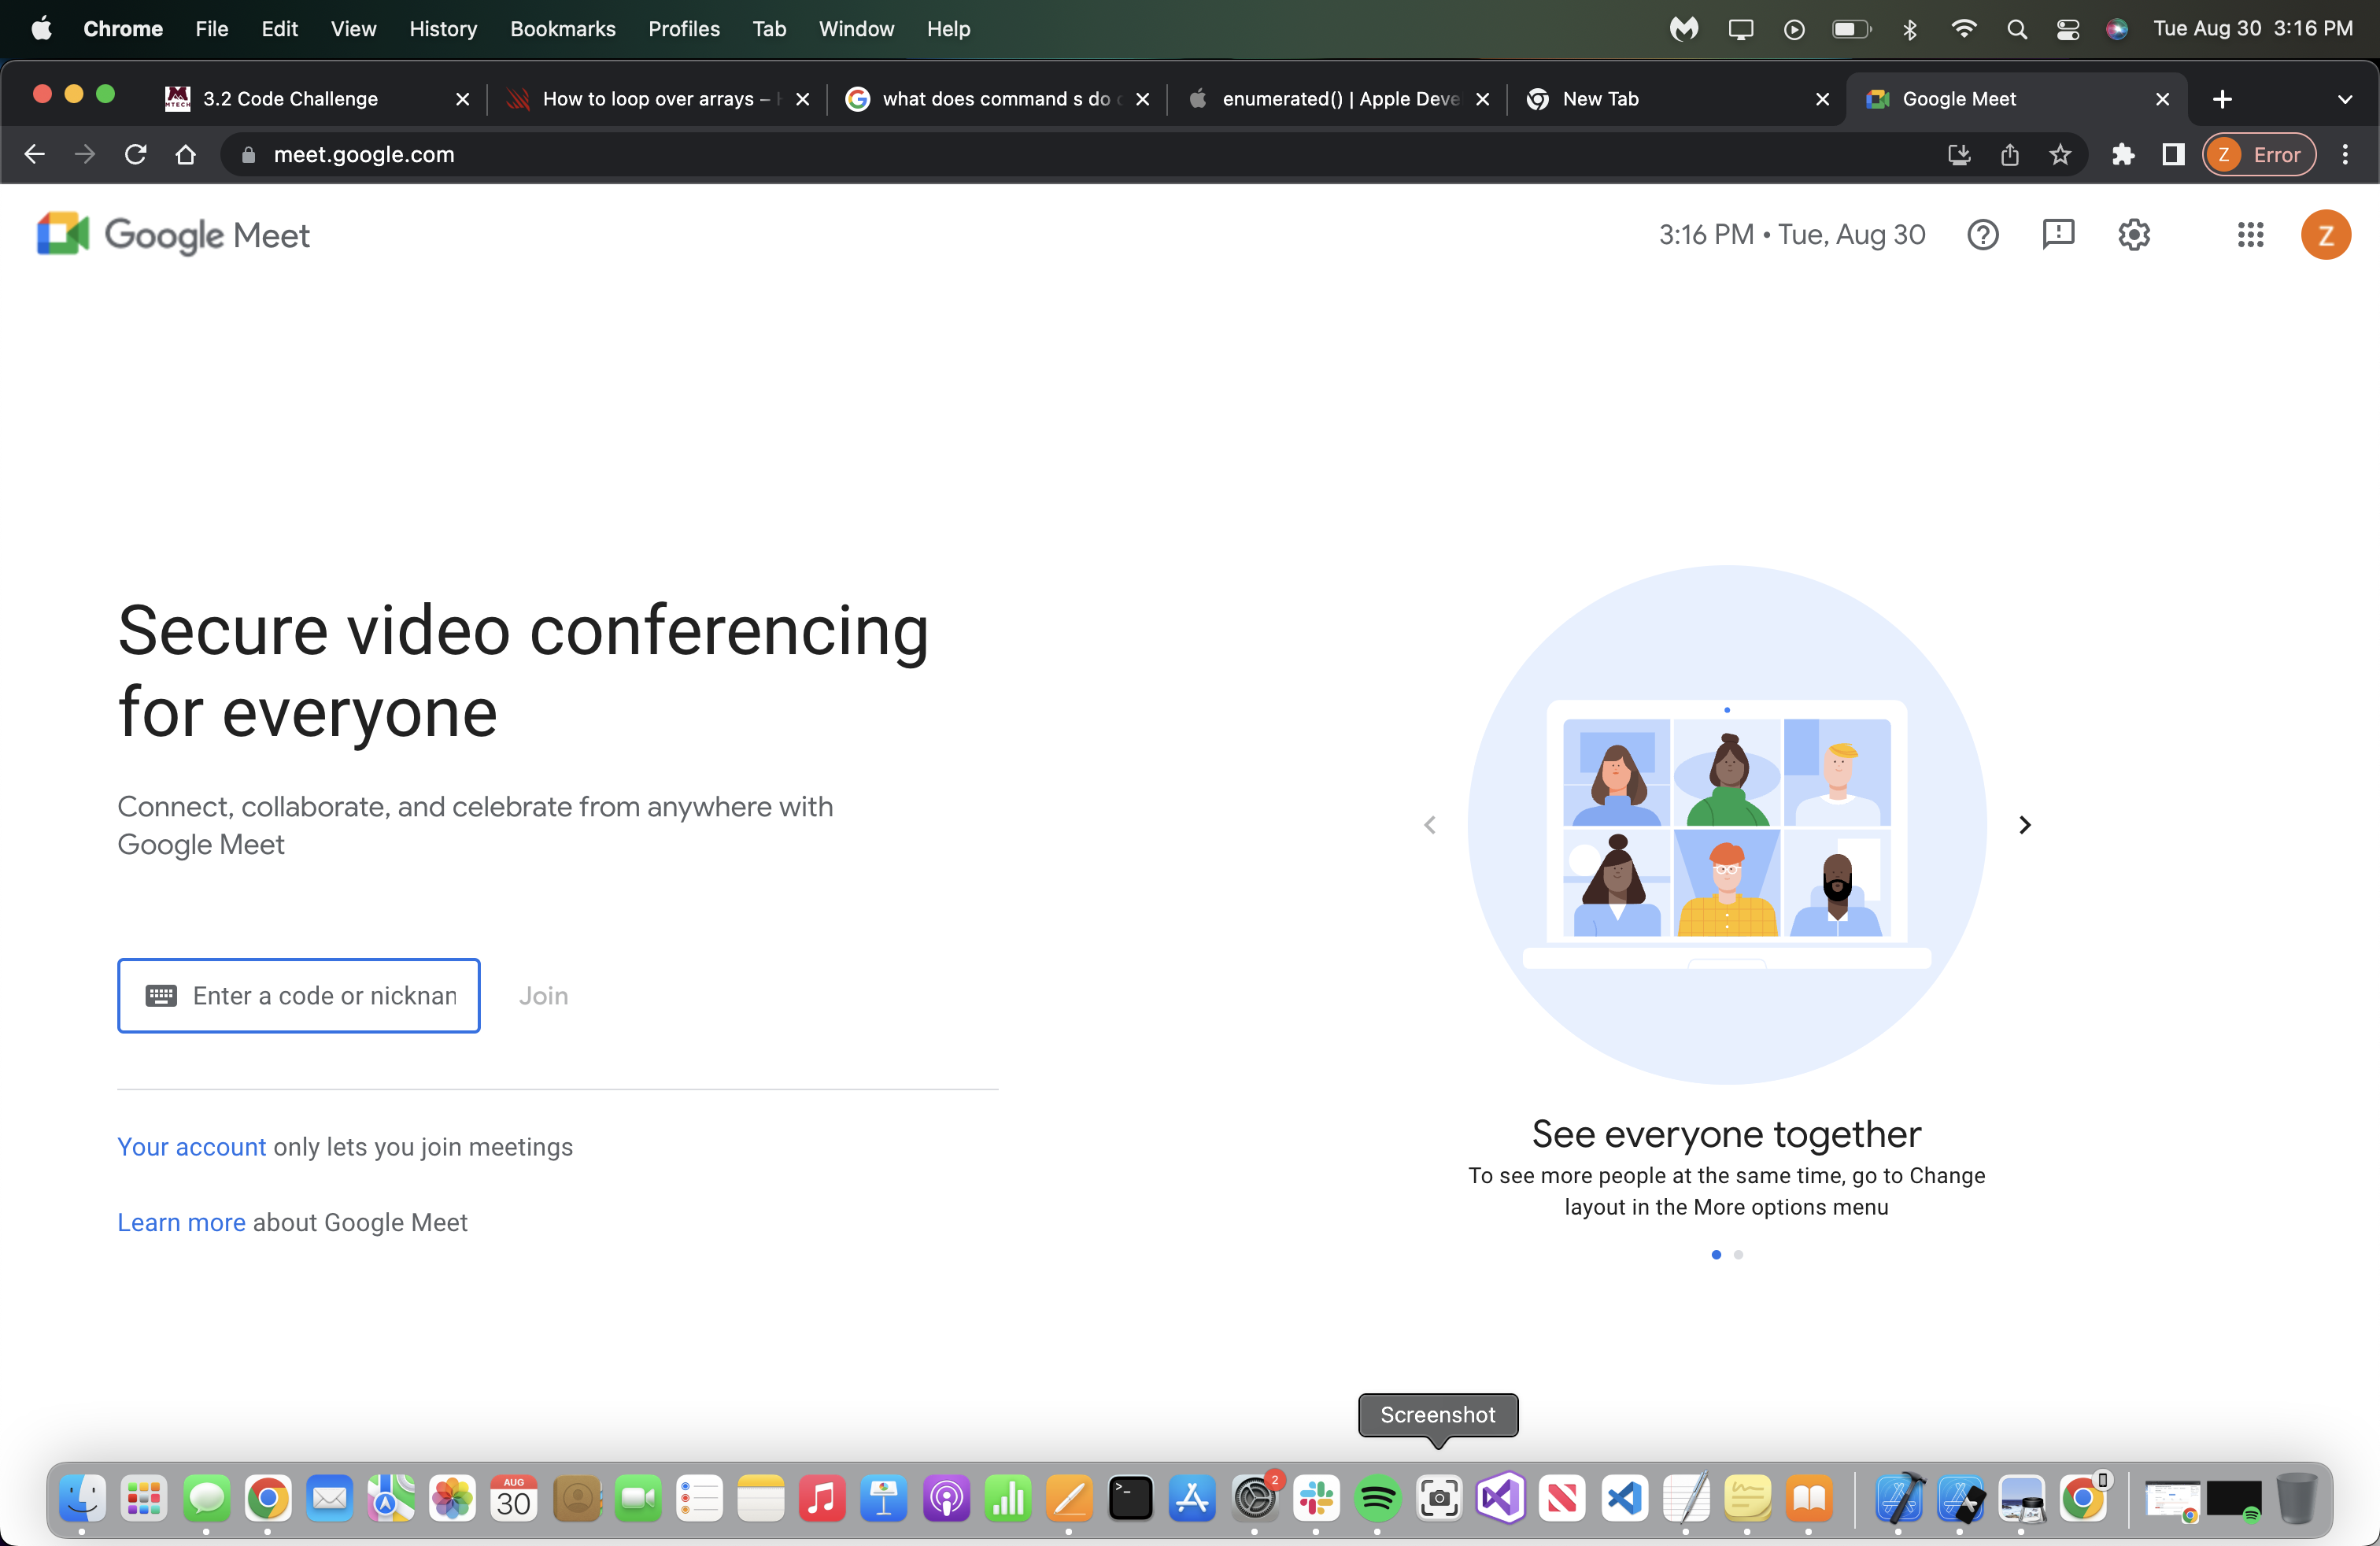 Chrome File Edit View History Bookmarks Profiles Tab Window Help Tue Aug 30 3:16 PM
MTECH 3.2 Code Challenge How to loop over arrays – what does command s do enumerated() | Apple Deve New Tab Google Meet
meet.google.com Z Error
Google Meet 3:16 PM • Tue, Aug 30 Z
Secure video conferencing
for everyone
Connect, collaborate, and celebrate from anywhere with
Google Meet
Enter a code or nicknan Join
Your account only lets you join meetings
Learn more about Google Meet
See everyone together
To see more people at the same time, go to Change
layout in the More options menu
Screenshot
AUG
30
2